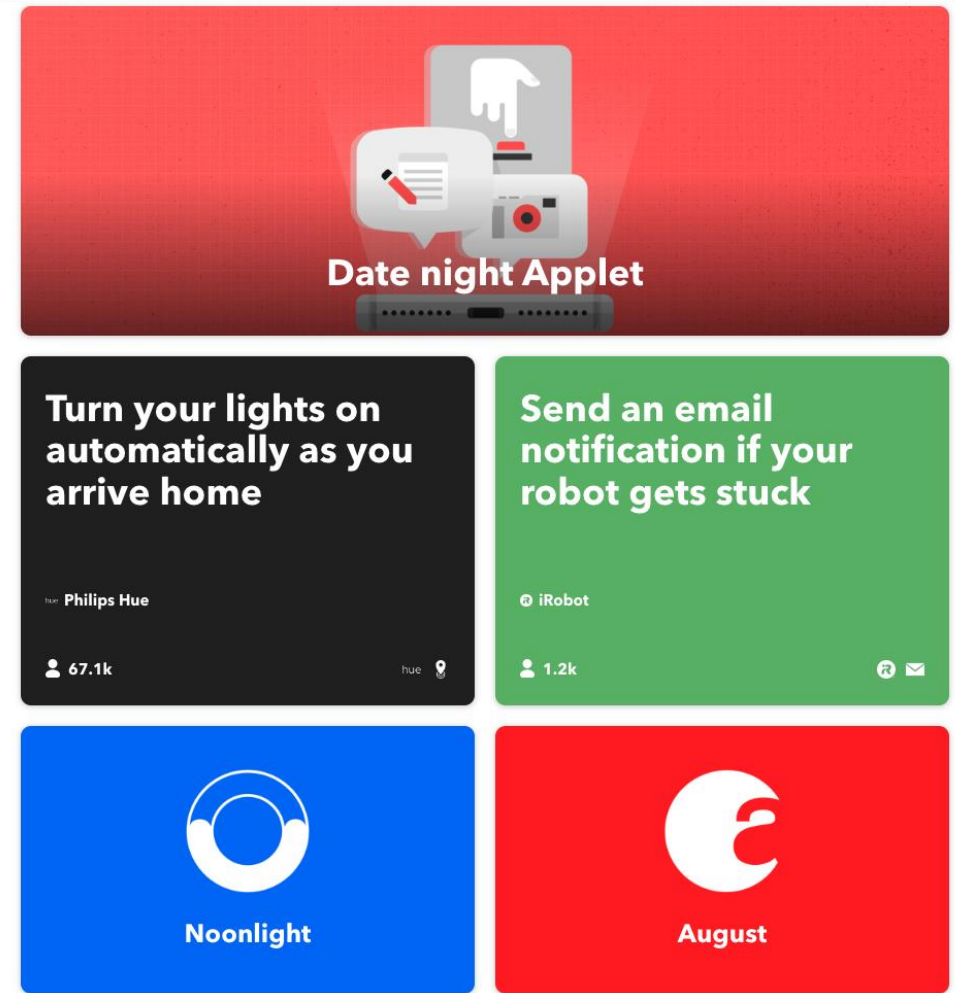 Date night Applet
Turn your lights on
automatically as you
arrive home
hue Philips Hue
67.1k
hue
Send an email
notification if your
robot gets stuck
iRobot
1.2k
Noonlight
August